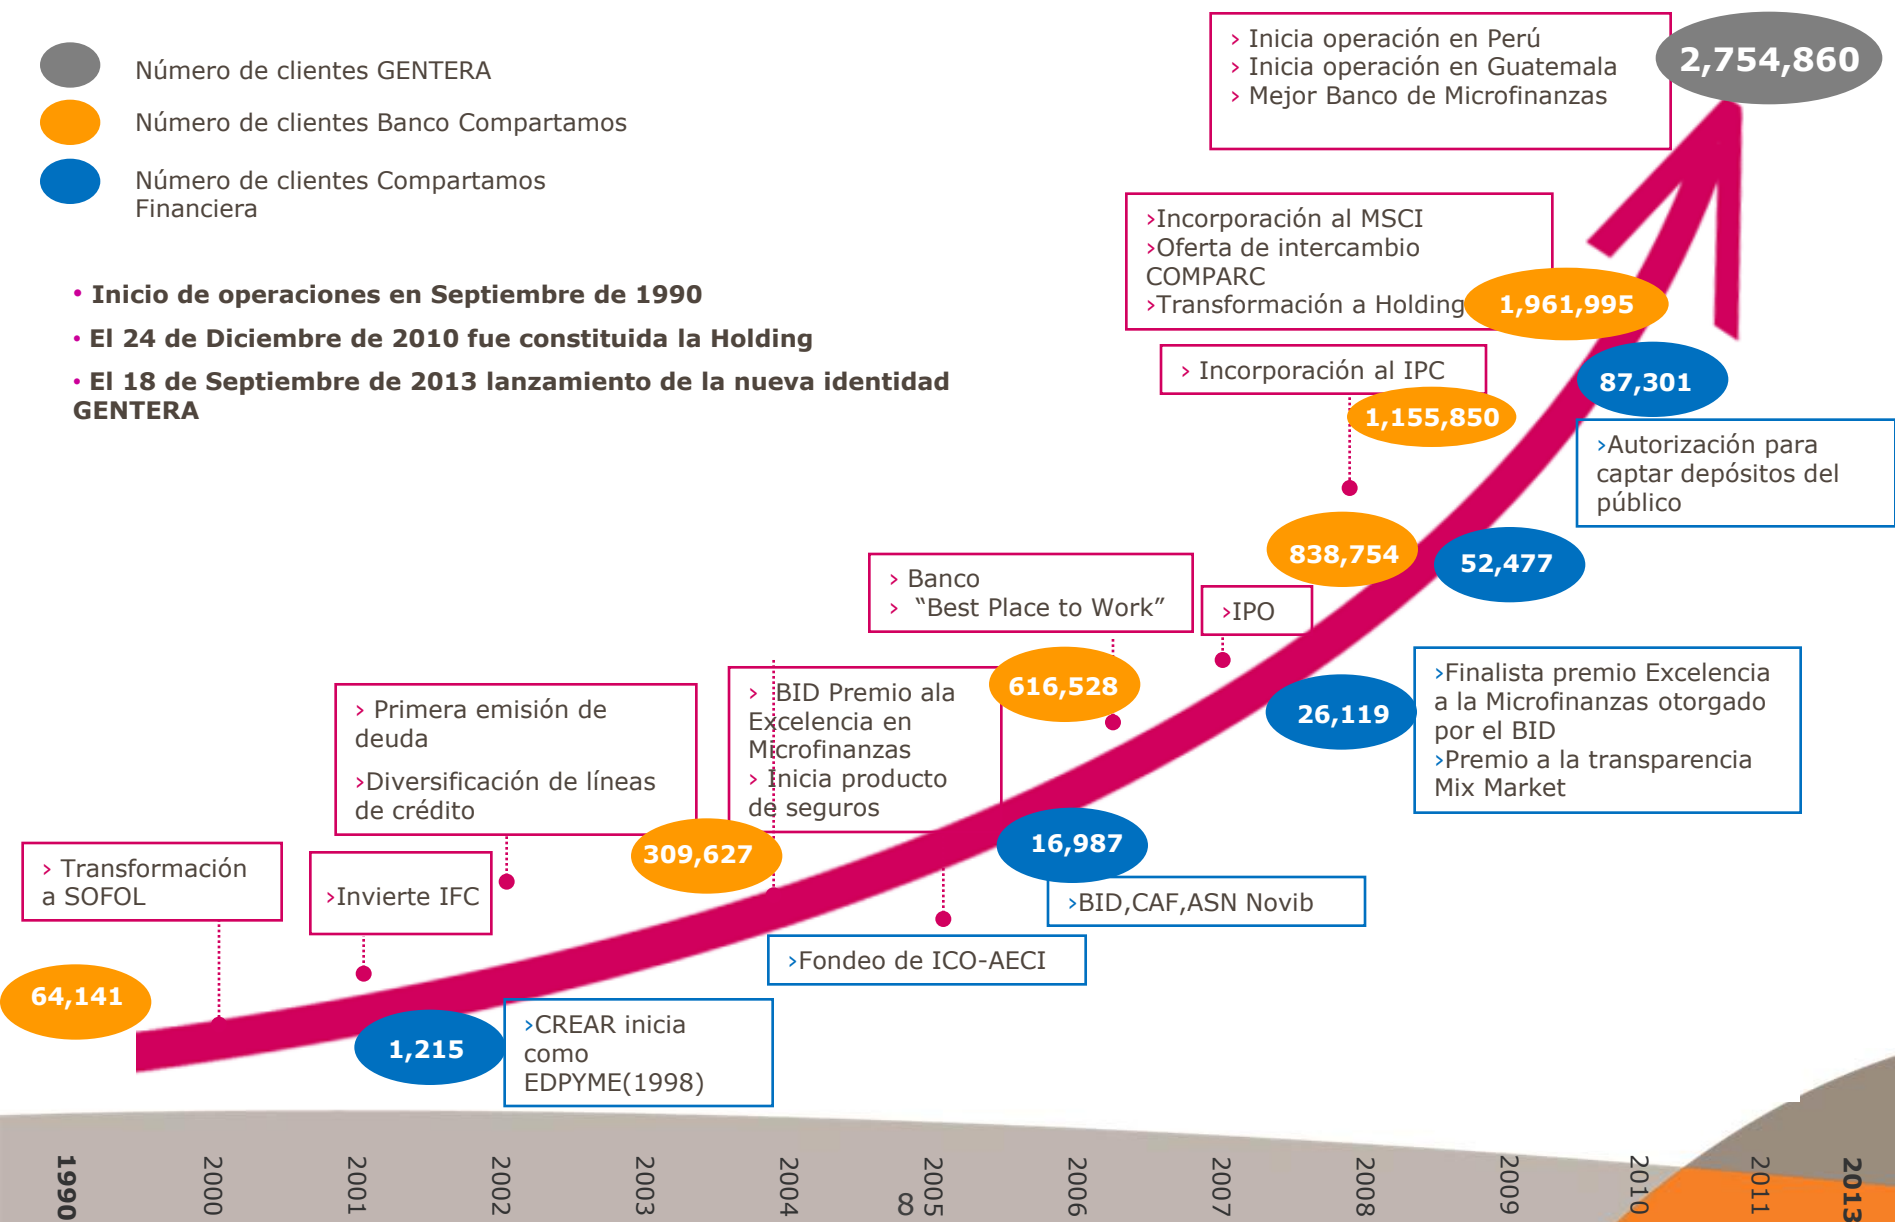 Número de clientes GENTERA
Número de clientes Banco Compartamos
Número de clientes Compartamos
Financiera
• Inicio de operaciones en Septiembre de 1990
• El 24 de Diciembre de 2010 fue constituida la Holding
• El 18 de Septiembre de 2013 lanzamiento de la nueva identidad
GENTERA
› Inicia operación en Perú
› Inicia operación en Guatemala
› Mejor Banco de Microfinanzas
2,754,860
›Incorporación al MSCI
›Oferta de intercambio
COMPARC
›Transformación a Holding
1,961,995
› Incorporación al IPC
1,155,850
87,301
›Autorización para
captar depósitos del
público
838,754
52,477
› Banco
› “Best Place to Work”
›IPO
616,528
26,119
›Finalista premio Excelencia
a la Microfinanzas otorgado
por el BID
›Premio a la transparencia
Mix Market
› Primera emisión de
deuda
›Diversificación de líneas
de crédito
› BID Premio ala
Excelencia en
Microfinanzas
› Inicia producto
de seguros
309,627
16,987
›BID,CAF,ASN Novib
› Transformación
a SOFOL
›Invierte IFC
›Fondeo de ICO-AECI
64,141
1,215
›CREAR inicia
como
EDPYME(1998)
1990
2000
2001
2002
2003
2004
2005
2006
2007
2008
2009
2010
2011
2013
8